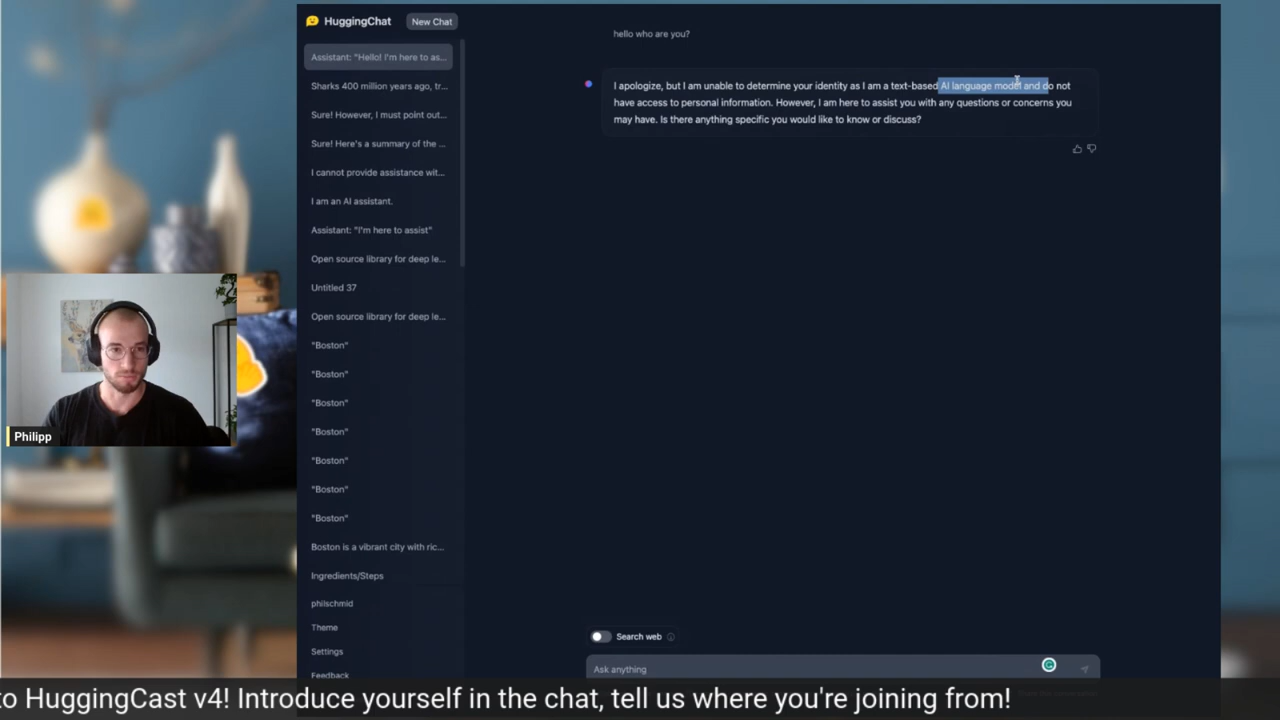 HuggingChat
New Chat
Assistant: "Hello! I'm here to as...
Sharks 400 million years ago, tr...
Sure! However, I must point out...
Sure! Here's a summary of the ...
I cannot provide assistance wit...
I am an AI assistant.
Assistant: "I'm here to assist"
Open source library for deep le...
Untitled 37
Open source library for deep le...
"Boston"
"Boston"
"Boston"
"Boston"
"Boston"
"Boston"
"Boston"
Boston is a vibrant city with ric...
Ingredients/Steps
philschmid
Theme
Settings
Feedback
hello who are you?
I apologize, but I am unable to determine your identity as I am a text-based AI language model and do not
have access to personal information. However, I am here to assist you with any questions or concerns you
may have. Is there anything specific you would like to know or discuss?
Search web
Ask anything
Philipp
to HuggingCast v4! Introduce yourself in the chat, tell us where you're joining from!